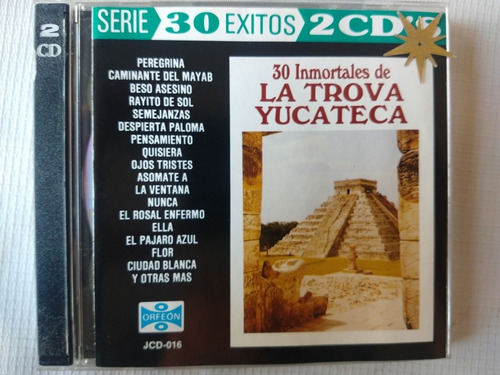 2
CD
SERIE 30 EXITOS 2 CD'S
PEREGRINA
CAMINANTE DEL MAYAB
BESO ASESINO
RAYITO DE SOL
SEMEJANZAS
DESPIERTA PALOMA
PENSAMIENTO
QUISIERA
OJOS TRISTES
ASOMATE A
LA VENTANA
NUNCA
EL ROSAL ENFERMO
ELLA
EL PAJARO AZUL
FLOR
CIUDAD BLANCA
Y OTRAS MAS
ORFEON
JCD-016
30 Inmortales de
LA TROVA
YUCATECA